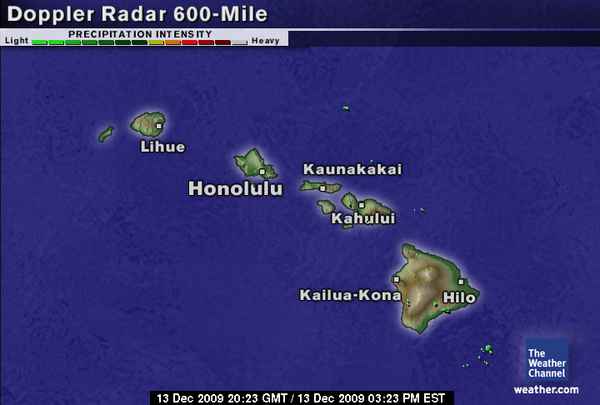 Doppler Radar 600-Mile
PRECIPITATION INTENSITY
Light Heavy
Lihue
Honolulu
Kaunakakai
Kahului
Kailua-Kona
Hilo
The
Weather
Channel
weather.com
13 Dec 2009 20:23 GMT / 13 Dec 2009 03:23 PM EST